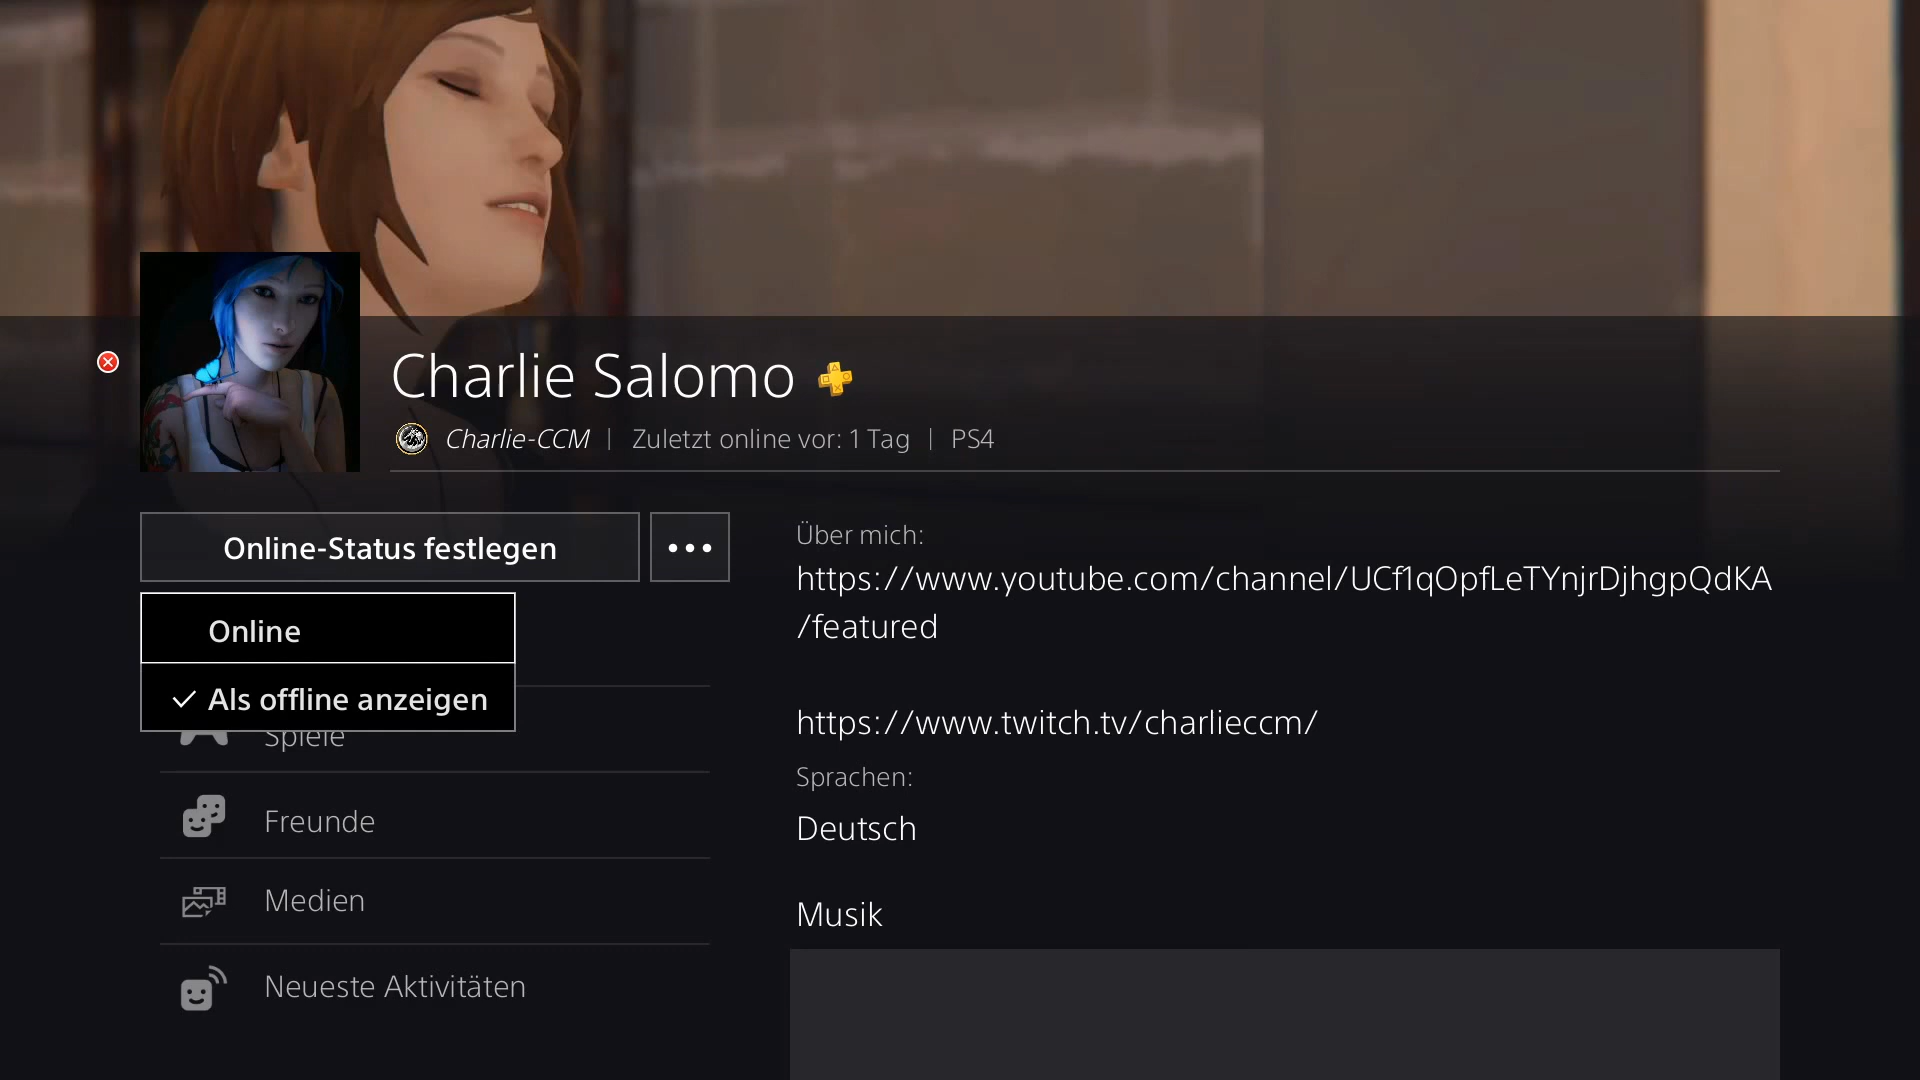 Charlie Salomo
Charlie-CCM | Zuletzt online vor: 1 Tag | PS4
Online-Status festlegen
•••
Online
Als offline anzeigen
Spiele
Freunde
Medien
Neueste Aktivitäten
Über mich:
https://www.youtube.com/channel/UCf1qOpfLeTYnjrDjhgpQdKA
/featured
https://www.twitch.tv/charlieccm/
Sprachen:
Deutsch
Musik